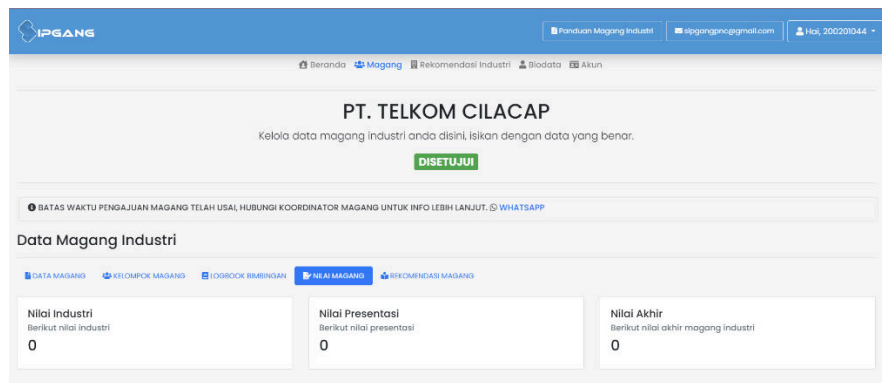 SIPGANG
Panduan Magang Industri
sipgangpnc@gmail.com
Hai, 200201044
Beranda Magang Rekomendasi Industri Biodata Akun
PT. TELKOM CILACAP
Kelola data magang industri anda disini, isikan dengan data yang benar.
DISETUJUI
BATAS WAKTU PENGAJUAN MAGANG TELAH USAI, HUBUNGI KOORDINATOR MAGANG UNTUK INFO LEBIH LANJUT. WHATSAPP
Data Magang Industri
DATA MAGANG KELOMPOK MAGANG LOGBOOK BIMBINGAN NILAI MAGANG REKOMENDASI MAGANG
Nilai Industri
Berikut nilai industri
0
Nilai Presentasi
Berikut nilai presentasi
0
Nilai Akhir
Berikut nilai akhir magang industri
0